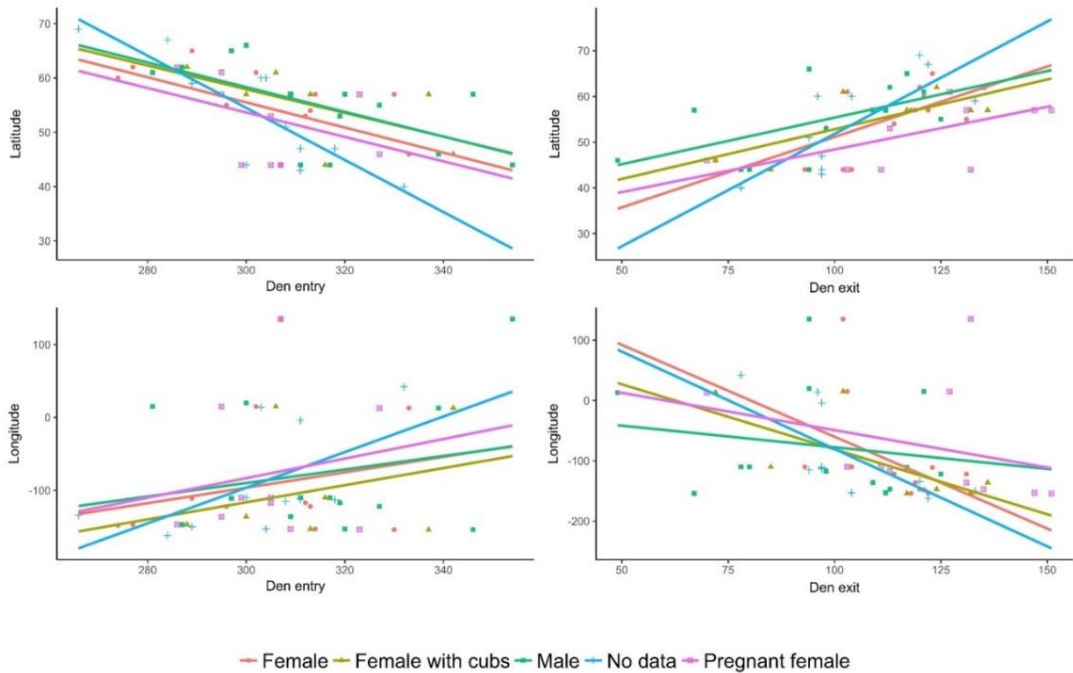 70
60
50
40
30
Latitude
280 300 320 340
Den entry
70
60
50
40
30
Latitude
50 75 100 125 150
Den exit
100
0
-100
Longitude
280 300 320 340
Den entry
100
0
-100
-200
Longitude
50 75 100 125 150
Den exit
Female Female with cubs Male No data Pregnant female